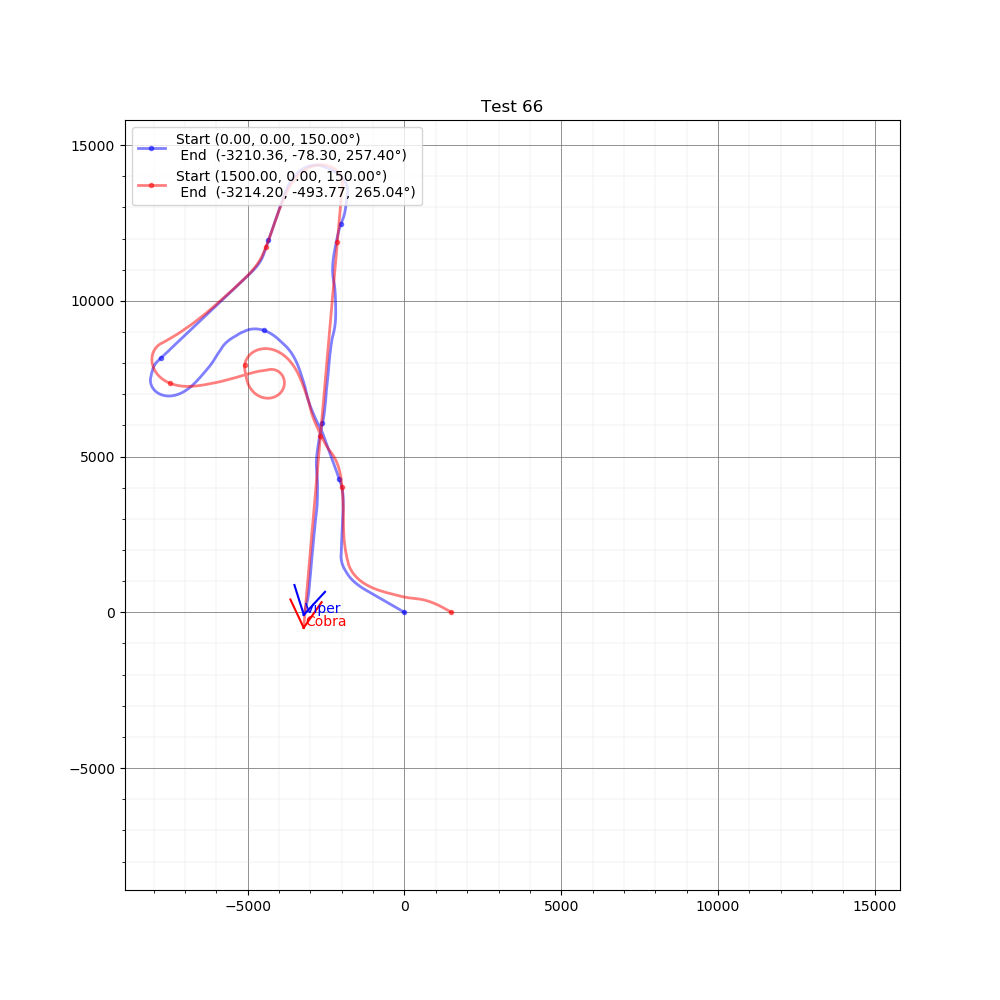 Test 66
Start (0.00, 0.00, 150.00°)
End  (-3210.36, -78.30, 257.40°)
Start (1500.00, 0.00, 150.00°)
End  (-3214.20, -493.77, 265.04°)
15000
10000
5000
0
−5000
Viper
Cobra
−5000
0
5000
10000
15000